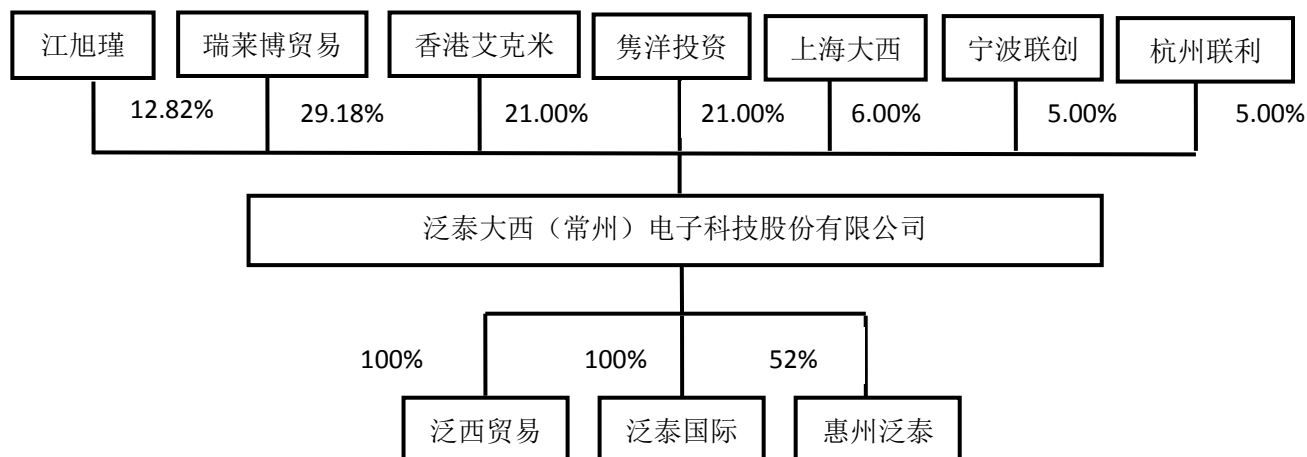 江旭瑾
瑞莱博贸易
香港艾克米
隽洋投资
上海大西
宁波联创
杭州联利
12.82%
29.18%
21.00%
21.00%
6.00%
5.00%
5.00%
泛泰大西（常州）电子科技股份有限公司
100%
100%
52%
泛西贸易
泛泰国际
惠州泛泰